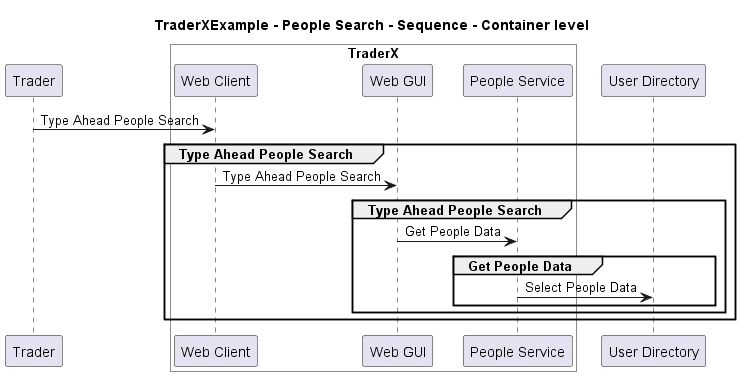 TraderXExample - People Search - Sequence - Container level
TraderX
Trader
Web Client
Web GUI
People Service
User Directory
Type Ahead People Search
Type Ahead People Search
Type Ahead People Search
Type Ahead People Search
Get People Data
Get People Data
Select People Data
Trader
Web Client
Web GUI
People Service
User Directory